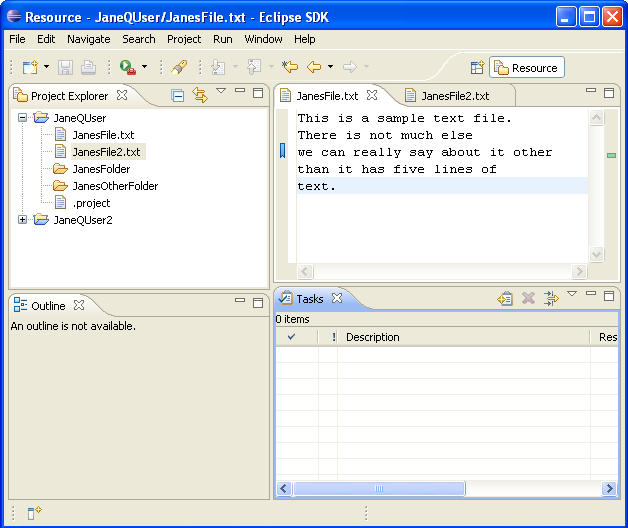 Resource - JaneQUser/JanesFile.txt - Eclipse SDK
File Edit Navigate Search Project Run Window Help
Resource
Project Explorer
JaneQUser
JanesFile.txt
JanesFile2.txt
JanesFolder
JanesOtherFolder
.project
JaneQUser2
JanesFile.txt JanesFile2.txt
This is a sample text file.
There is not much else
we can really say about it other
than it has five lines of
text.
Outline
An outline is not available.
Tasks
0 items
! Description Res